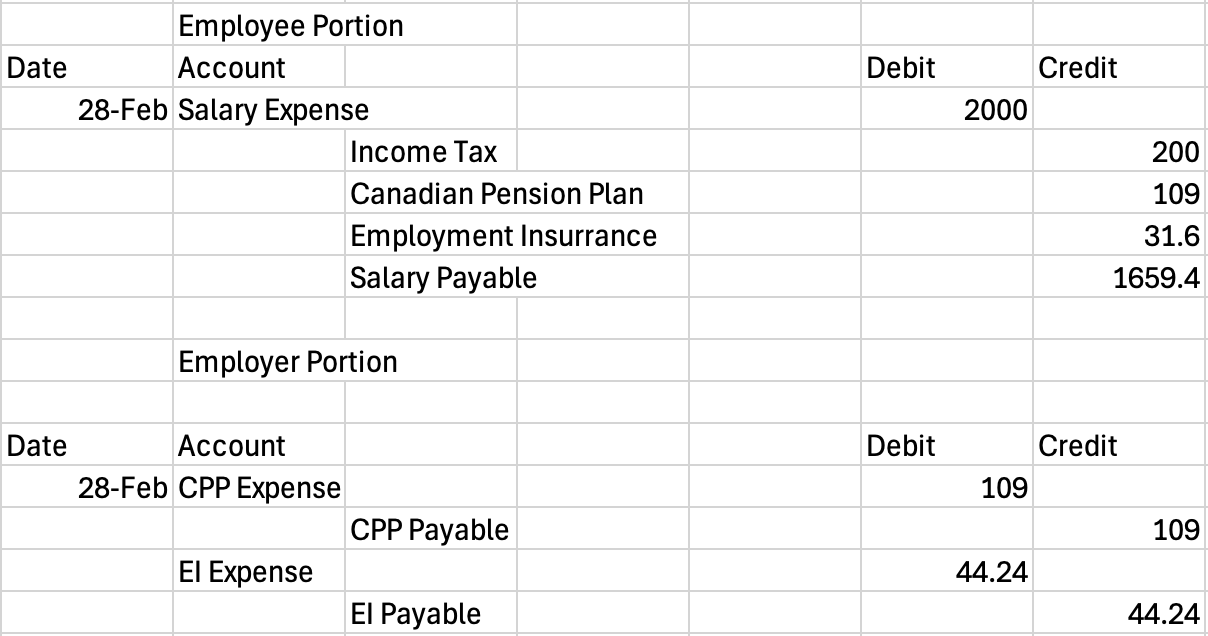 Employee Portion
Date Account Debit Credit
28-Feb Salary Expense 2000
Income Tax 200
Canadian Pension Plan 109
Employment Insurrance 31.6
Salary Payable 1659.4
Employer Portion
Date Account Debit Credit
28-Feb CPP Expense 109
CPP Payable 109
EI Expense 44.24
EI Payable 44.24